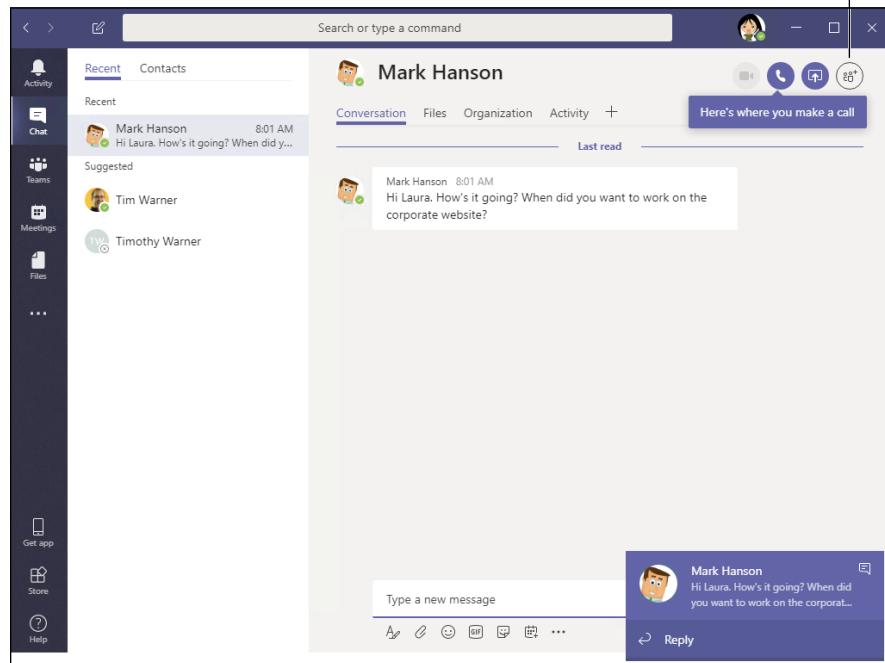 Search or type a command
Activity
Chat
Teams
Meetings
Files
Get app
Store
Help
Recent Contacts
Recent
Mark Hanson 8:01 AM
Hi Laura. How's it going? When did y...
Suggested
Tim Warner
TW Timothy Warner
Mark Hanson
Conversation Files Organization Activity
Here's where you make a call
Last read
Mark Hanson 8:01 AM
Hi Laura. How's it going? When did you want to work on the
corporate website?
Type a new message
GIF
Mark Hanson
Hi Laura. How's it going? When did
you want to work on the corporat...
Reply